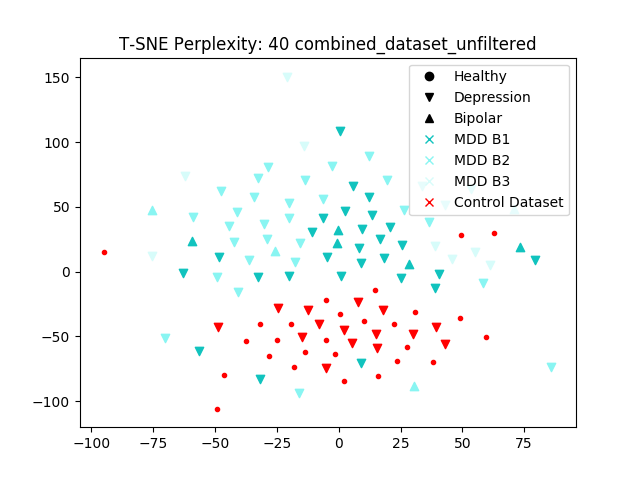 T-SNE Perplexity: 40 combined_dataset_unfiltered
150
100
50
0
−50
−100
−100
−75
−50
−25
0
25
50
75
Healthy
Depression
Bipolar
MDD B1
MDD B2
MDD B3
Control Dataset